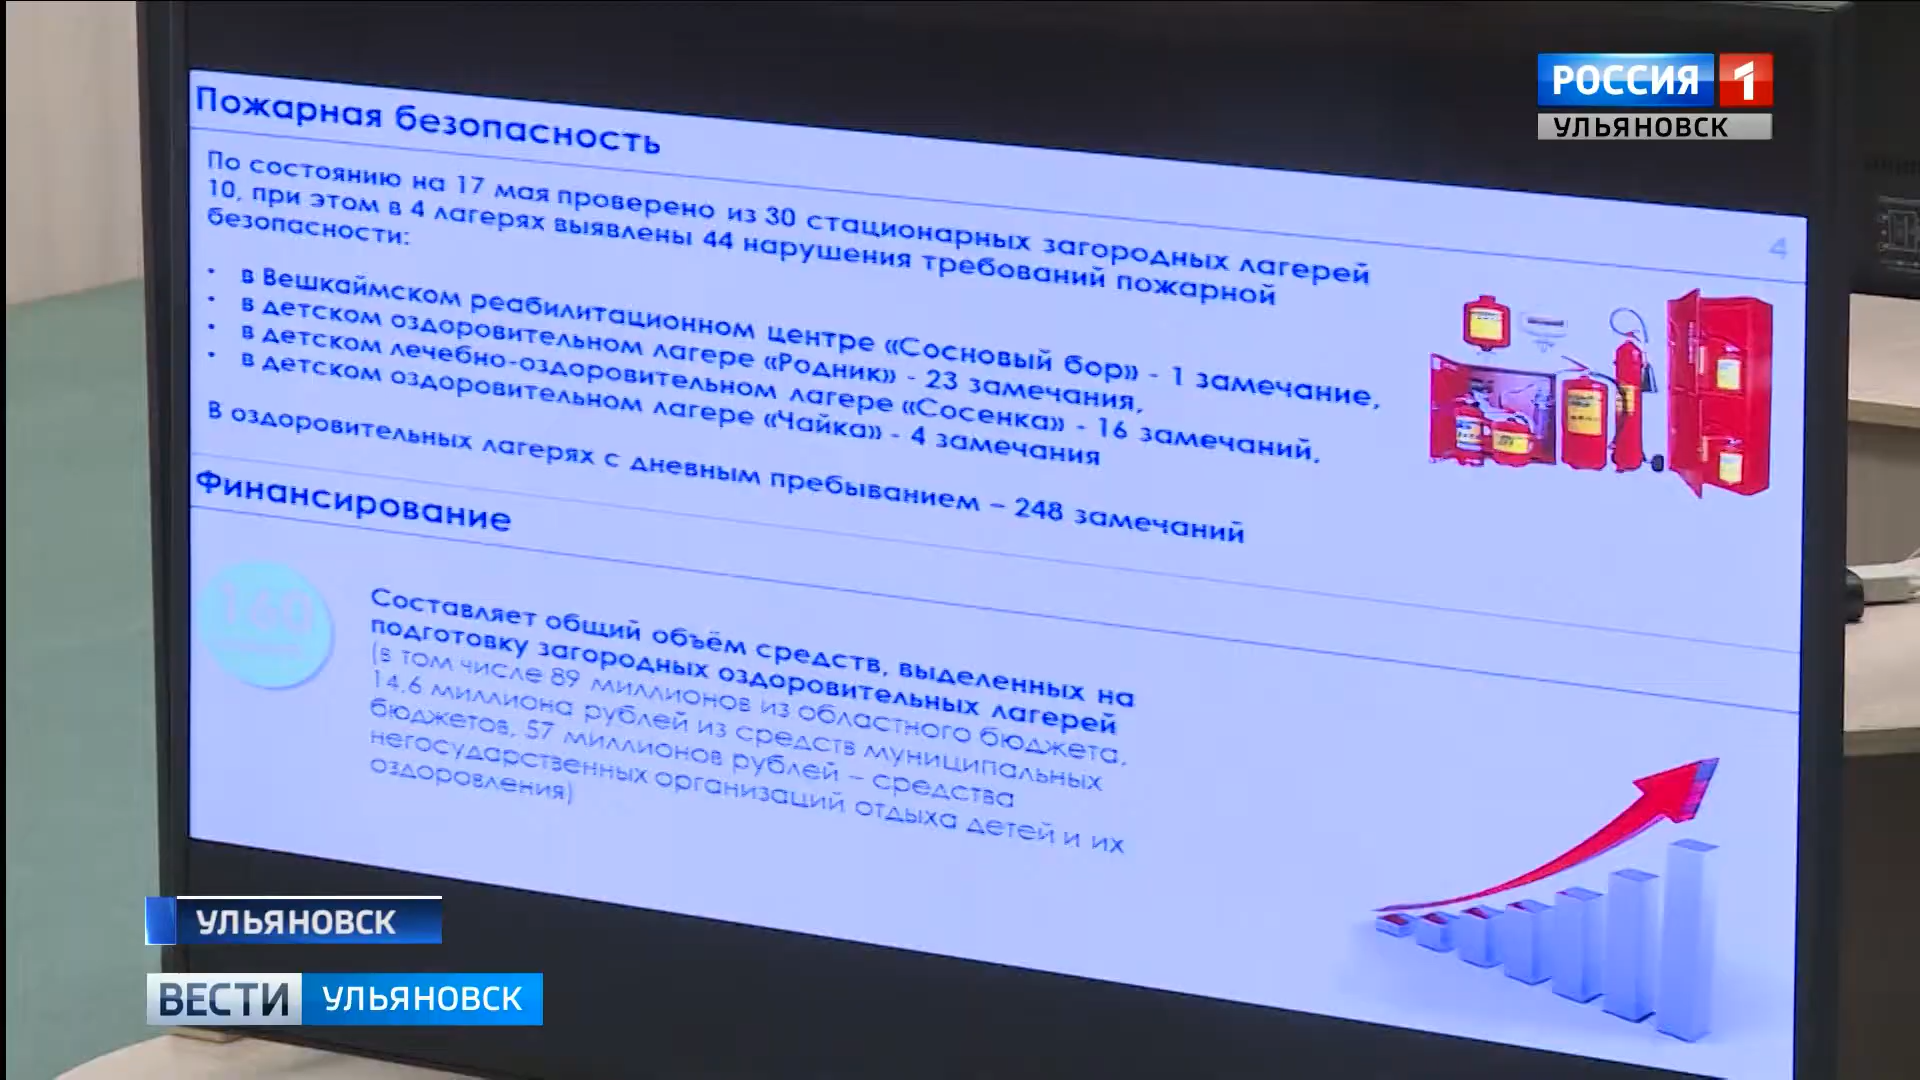 РОССИЯ 1
УЛЬЯНОВСК
Пожарная безопасность
4
По состоянию на 17 мая проверено из 30 стационарных загородных лагерей
10, при этом в 4 лагерях выявлены 44 нарушения требований пожарной
безопасности:
• в Вешкаймском реабилитационном центре «Сосновый бор» - 1 замечание,
• в детском оздоровительном лагере «Родник» - 23 замечания,
• в детском лечебно-оздоровительном лагере «Сосенка» - 16 замечаний,
• в детском оздоровительном лагере «Чайка» - 4 замечания
В оздоровительных лагерях с дневным пребыванием – 248 замечаний
Финансирование
160
Составляет общий объём средств, выделенных на
подготовку загородных оздоровительных лагерей
(в том числе 89 миллионов из областного бюджета,
14.6 миллиона рублей из средств муниципальных
бюджетов, 57 миллионов рублей – средства
негосударственных организаций отдыха детей и их
оздоровления)
УЛЬЯНОВСК
ВЕСТИ УЛЬЯНОВСК